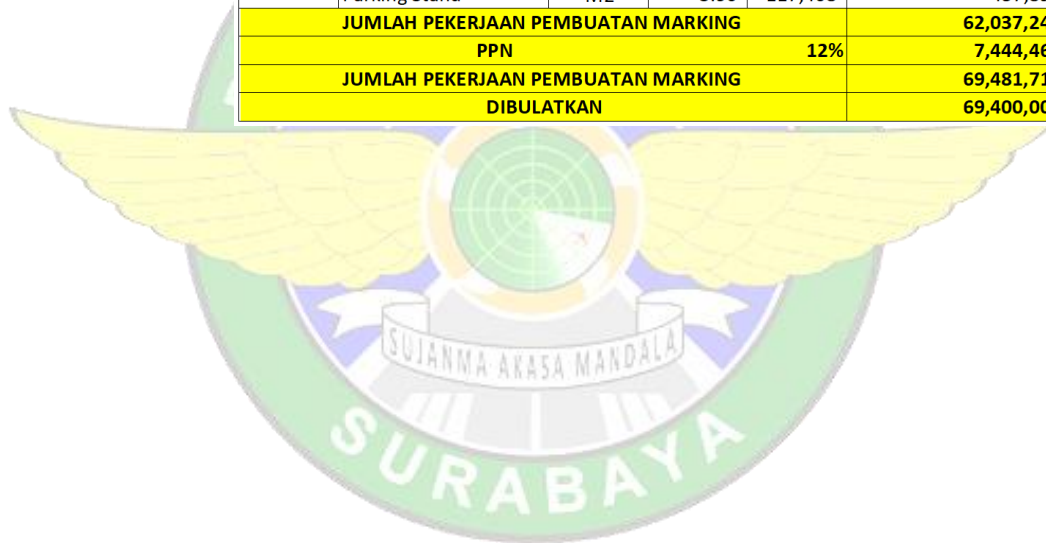 JUMLAH PEKERJAAN PEMBUATAN MARKING 62,037,24
PPN 12% 7,444,46
JUMLAH PEKERJAAN PEMBUATAN MARKING 69,481,71
DIBULATKAN 69,400,00
SUJANMA AKASA MANDALA
SURABAYA